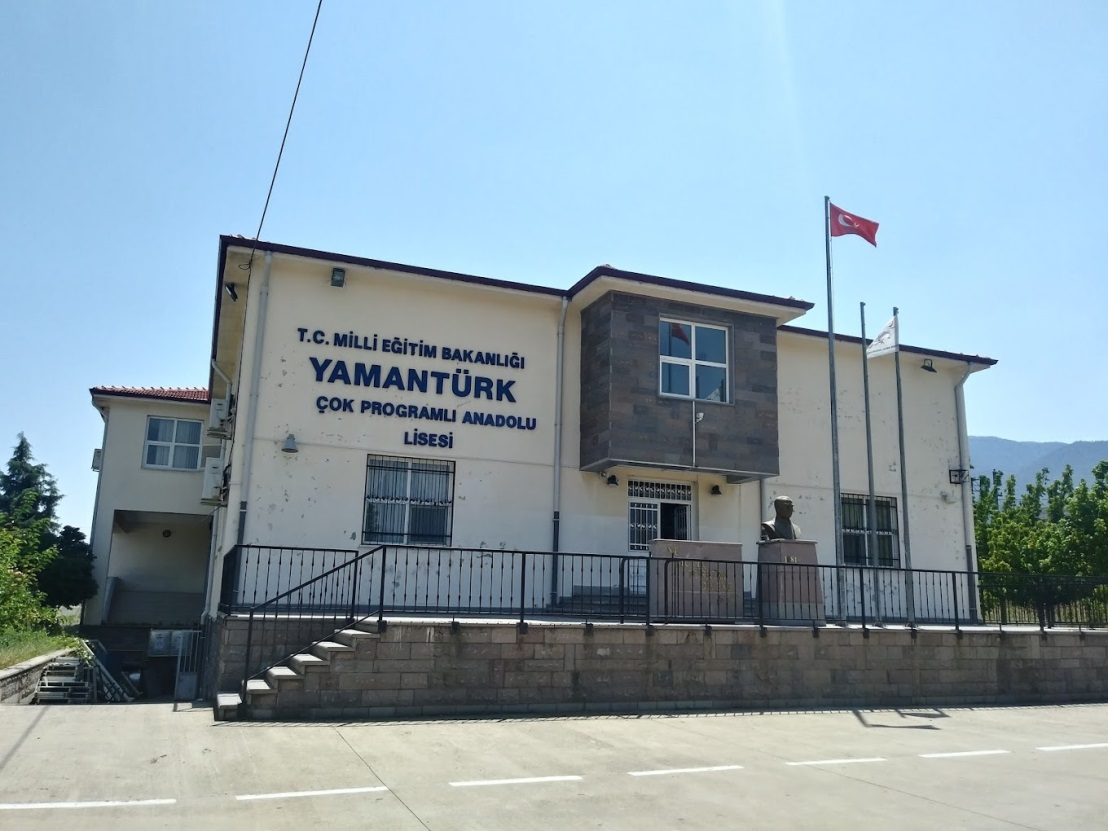 T.C. MİLLİ EĞİTİM BAKANLIĞI
YAMANTÜRK
ÇOK PROGRAMLI ANADOLU
LİSESİ